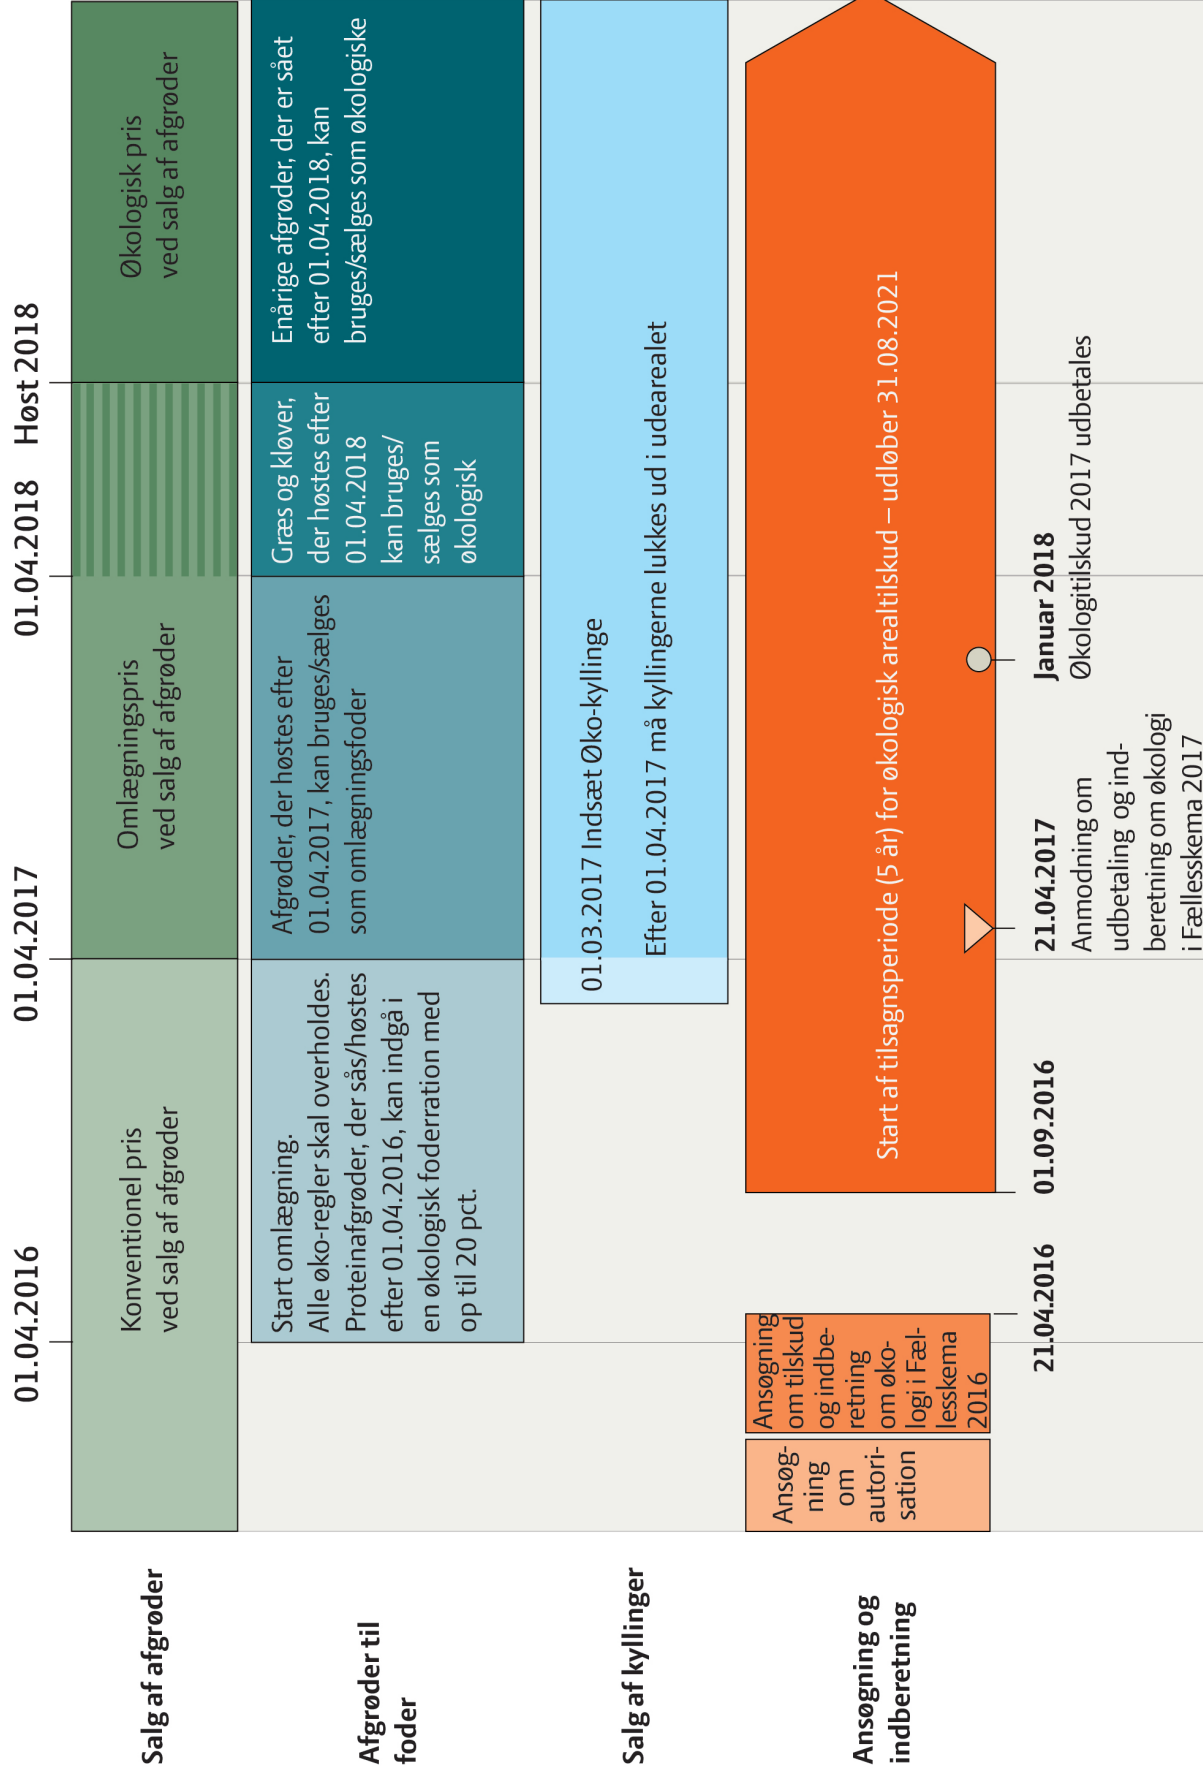 01.04.2016
01.04.2017
01.04.2018
Høst 2018
Salg af afgrøder
Konventionel pris
ved salg af afgrøder
Omlægningspris
ved salg af afgrøder
Økologisk pris
ved salg af afgrøder
Afgrøder til
foder
Start omlægning.
Alle øko-regler skal overholdes.
Proteinafgrøder, der sås/høstes
efter 01.04.2016, kan indgå i
en økologisk foderration med
op til 20 pct.
Afgrøder, der høstes efter
01.04.2017, kan bruges/sælges
som omlægningsfoder
Græs og kløver,
der høstes efter
01.04.2018
kan bruges/
sælges som
økologisk
Enårige afgrøder, der er sået
efter 01.04.2018, kan
bruges/sælges som økologiske
Salg af kyllinger
01.03.2017 Indsæt Øko-kyllinge
Efter 01.04.2017 må kyllingerne lukkes ud i udearealet
Ansøgning og
indberetning
Ansøg-
ning
om
autori-
sation
Ansøgning
om tilskud
og indbe-
retning
om øko-
logi i Fæl-
lesskema
2016
Start af tilsagnsperiode (5 år) for økologisk arealtilskud – udløber 31.08.2021
21.04.2016
01.09.2016
21.04.2017
Anmodning om
udbetaling og ind-
beretning om økologi
i Fællesskema 2017
Januar 2018
Økologitilskud 2017 udbetales